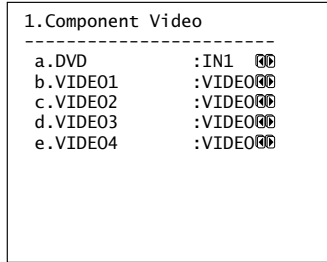 1.Component Video
------------------------
a.DVD :IN1 ◀▶
b.VIDEO1 :VIDEO◀▶
c.VIDEO2 :VIDEO◀▶
d.VIDEO3 :VIDEO◀▶
e.VIDEO4 :VIDEO◀▶